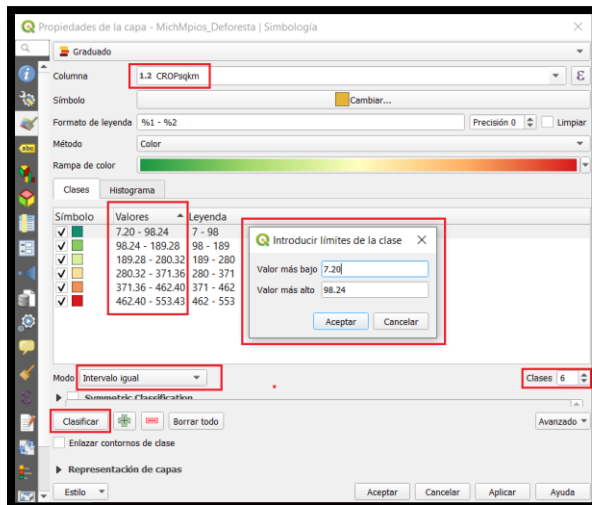 Propiedades de la capa - MichMpios_Deforesta | Simbología
Graduado
Columna 1.2 CROPsqkm ε
Símbolo Cambiar...
Formato de leyenda %1 - %2 Precisión 0 Limpiar
Método Color
Rampa de color
Clases Histograma
Símbolo Valores Leyenda
7.20 - 98.24 7 - 98
98.24 - 189.28 98 - 189
189.28 - 280.32 189 - 280
280.32 - 371.36 280 - 371
371.36 - 462.40 371 - 462
462.40 - 553.43 462 - 553
Introducir límites de la clase
Valor más bajo 7.20
Valor más alto 98.24
Aceptar Cancelar
Modo Intervalo igual Clases 6
Symmetric Classification
Clasificar Borrar todo Avanzado
Enlazar contornos de clase
Representación de capas
Estilo Aceptar Cancelar Aplicar Ayuda
abc